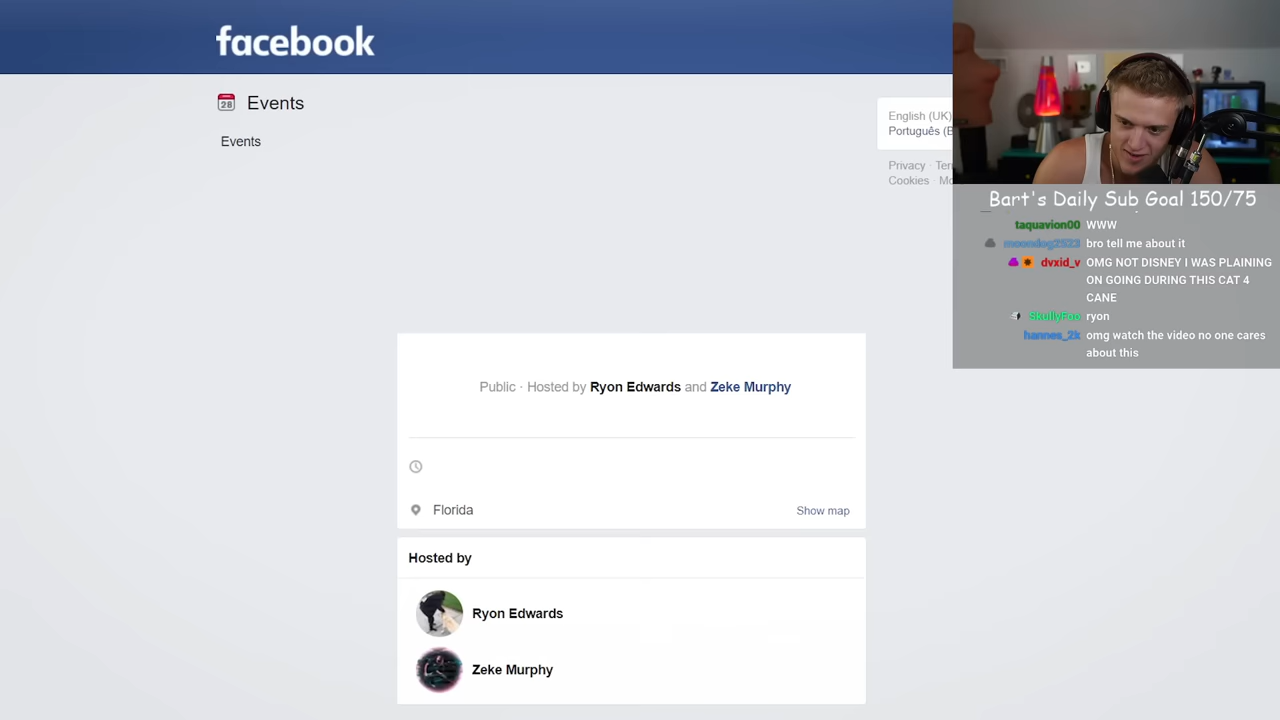 facebook
Events
Events
English (UK)
Português
Privacy · 
Cookies · 
Public · Hosted by Ryon Edwards and Zeke Murphy
Florida
Show map
Hosted by
Ryon Edwards
Zeke Murphy
Bart's Daily Sub Goal 150/75
taquavion00 WWW
moondog2523 bro tell me about it
dvxid_v OMG NOT DISNEY I WAS PLAINING
ON GOING DURING THIS CAT 4
CANE
SkullyFoo ryon
hannes_2k omg watch the video no one cares
about this